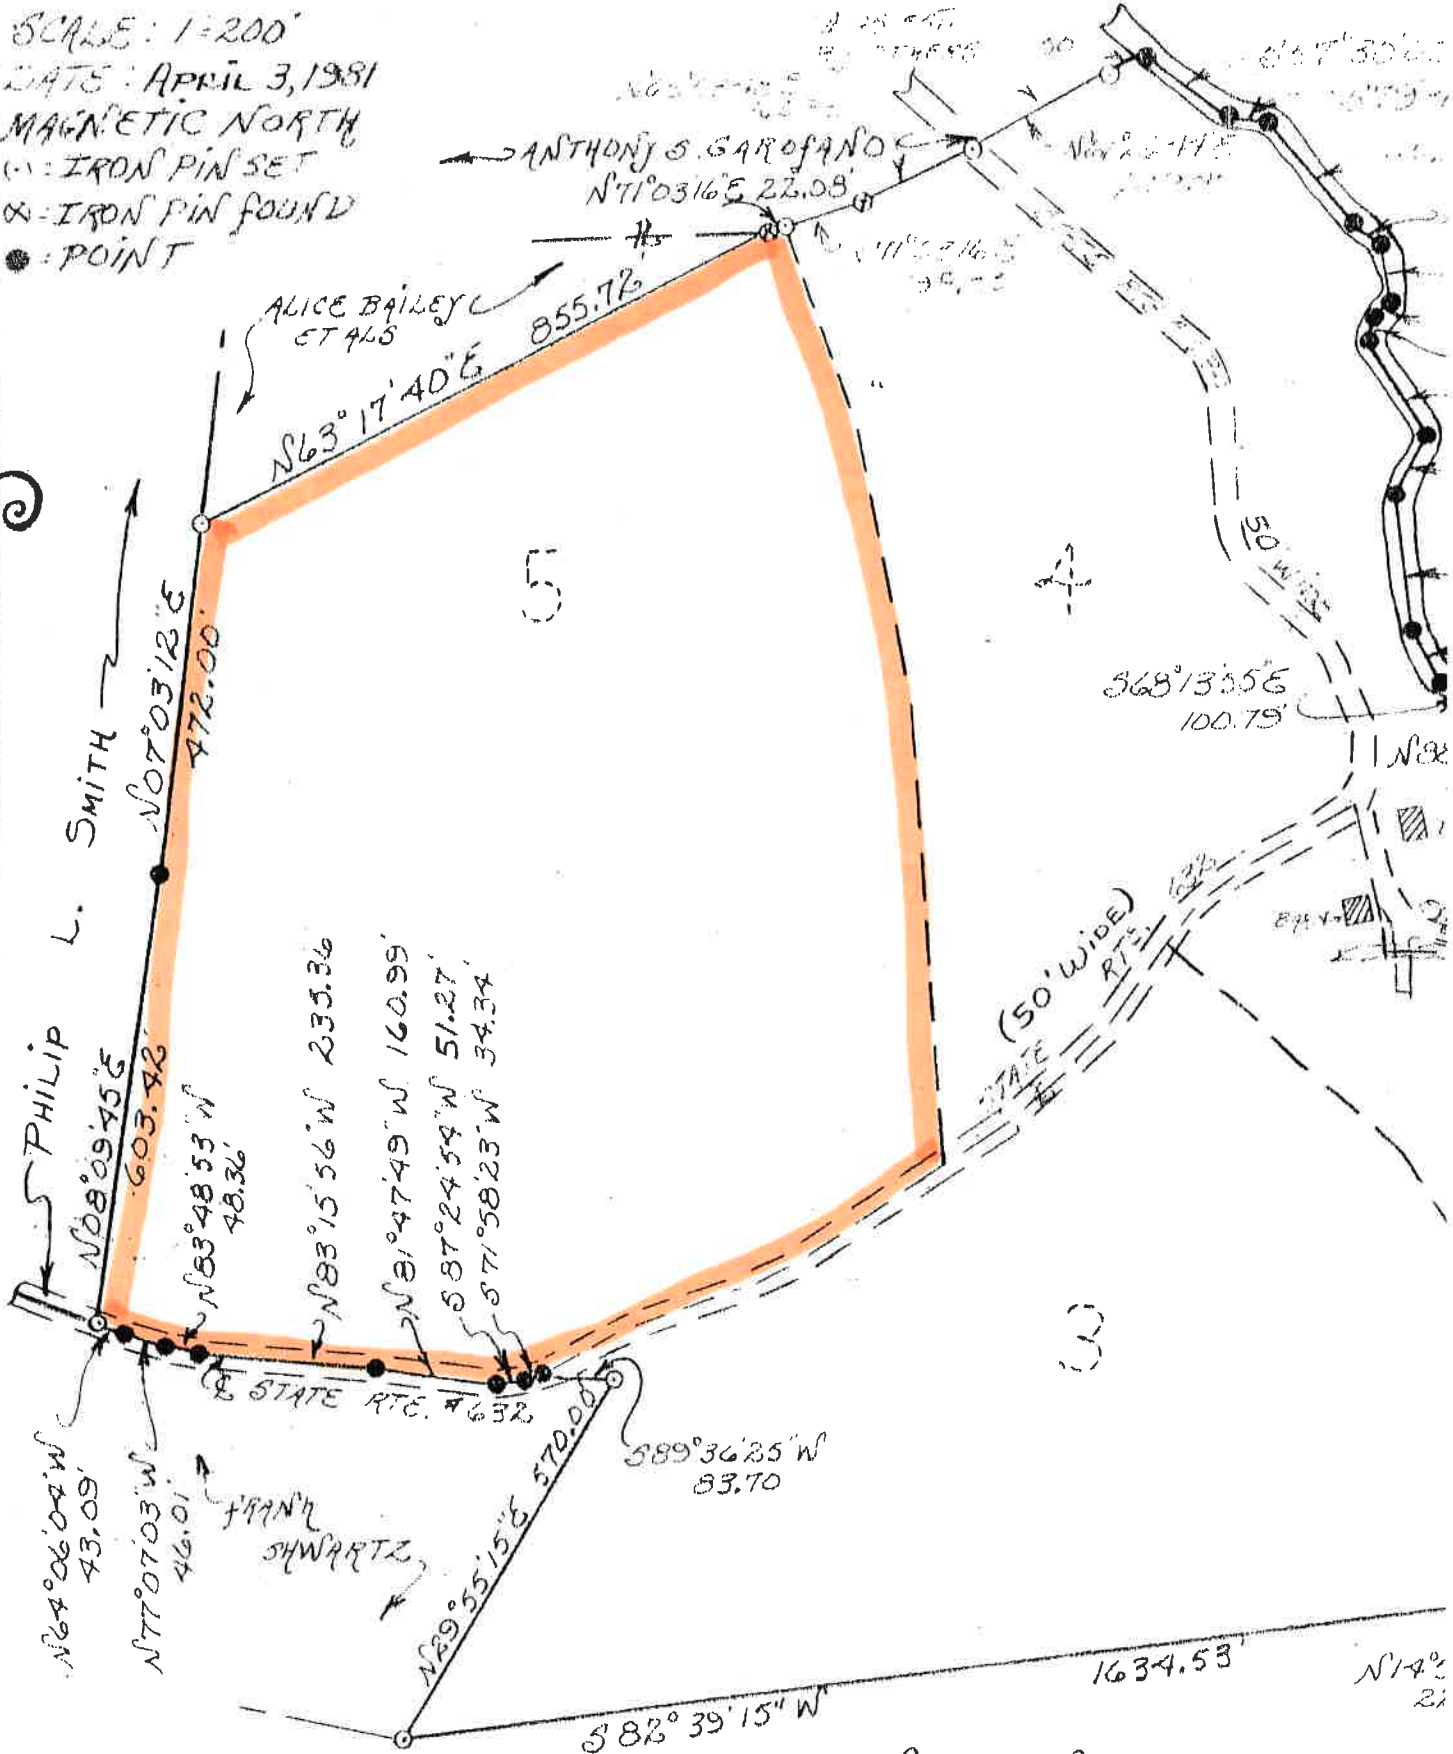 SCALE: 1=200'
DATE: APRIL 3, 1981
MAGNETIC NORTH
⊙: IRON PIN SET
⊗: IRON PIN FOUND
●: POINT
ANTHONY S. GAROFANO
N71°03'16"E 22.08'
ALICE BAILEY
ET ALS
855.72
N63°17'40"E
5
4
50' WIDE
S68°13'35"E
100.79'
PHILIP L. SMITH
N07°03'12"E
472.00'
N08°09'45"E
603.42'
N83°48'53"W
48.36
N83°15'56"W 233.36
N81°47'49"W 160.99'
S87°24'54"W 51.27'
S71°58'23"W 34.34'
(50' WIDE)
STATE RTE. 632
3
℄ STATE RTE. #632
S89°36'25"W
83.70
N64°06'04"W
43.09'
N77°07'03"W
46.01'
FRANK
SHWARTZ
N29°55'15"E 570.00'
S82°39'15"W
1634.53'